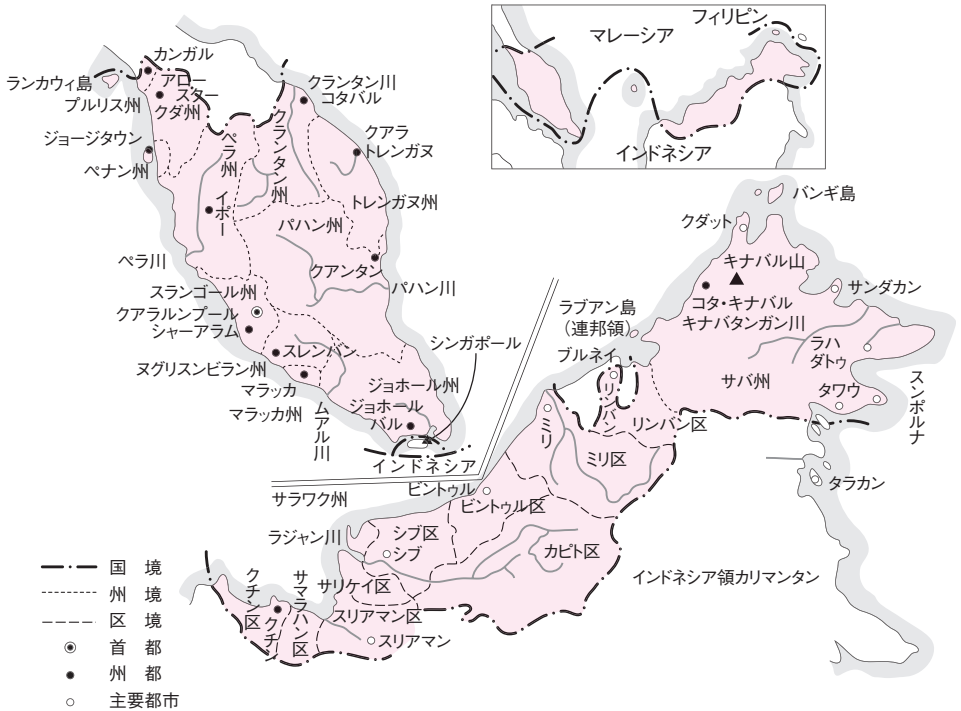 フィリピン
マレーシア
インドネシア
カンガル
ランカウィ島
アロー
スター
プルリス州
クダ州
クランタン川
コタバル
ジョージタウン
ペナン州
ペラ州
クランタン州
クアラ
トレンガヌ
イポー
トレンガヌ州
パハン州
ペラ川
クアンタン
パハン川
スランゴール州
クアラルンプール
シャーアラム
スレンバン
ヌグリスンビラン州
マラッカ
マラッカ州
ムアル川
ジョホール州
ジョホール
バル
シンガポール
インドネシア
バンギ島
クダット
キナバル山
サンダカン
コタ・キナバル
キナバタンガン川
ラブアン島
(連邦領)
ブルネイ
ラハ
ダトゥ
サバ州
タワウ
スンポルナ
リンバン
リンバン区
ミリ
ミリ区
タラカン
サラワク州
ビントゥル
ビントゥル区
ラジャン川
シブ区
シブ
カピト区
インドネシア領カリマンタン
クチン区
クチン
サマラハン区
サリケイ区
スリアマン区
スリアマン
国 境
州 境
区 境
首 都
州 都
主要都市